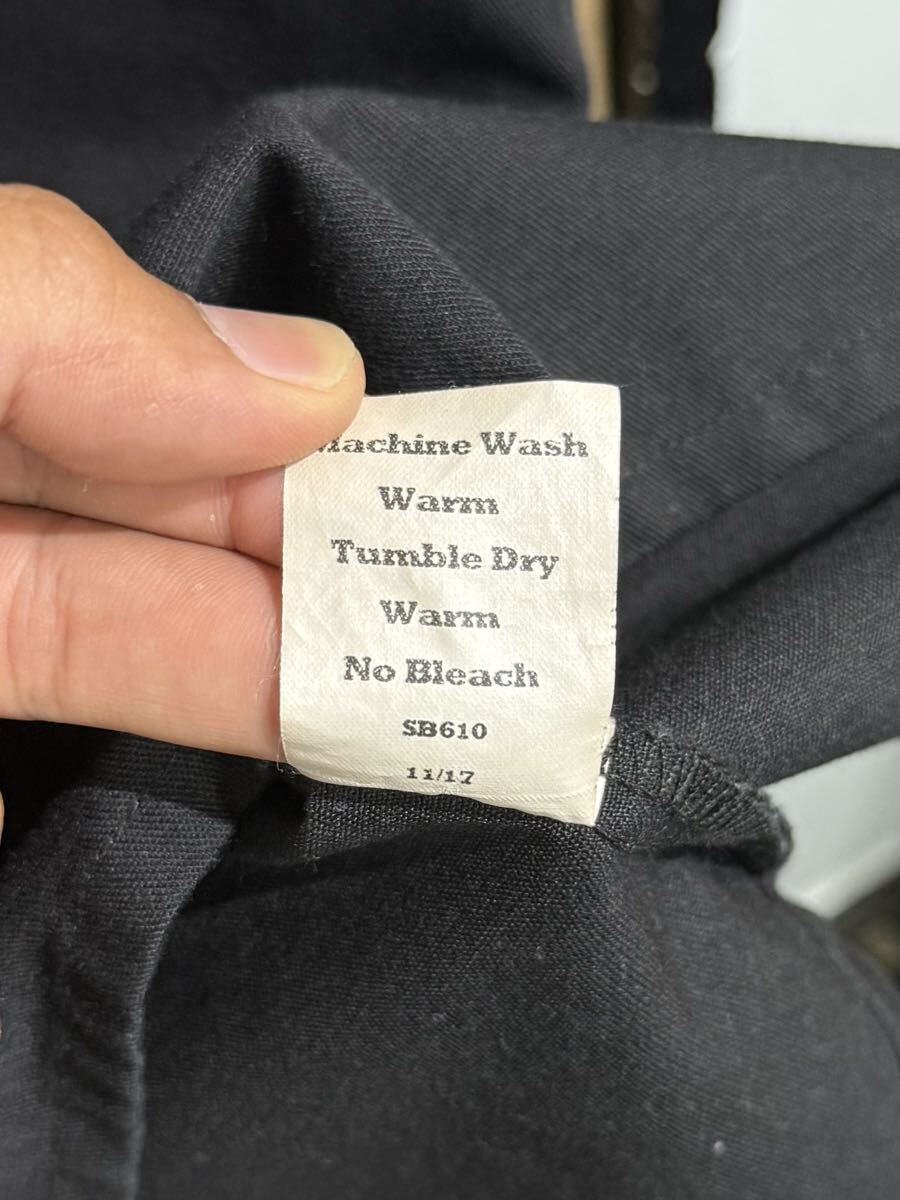 Machine Wash
Warm
Tumble Dry
Warm
No Bleach
SB610
11/17